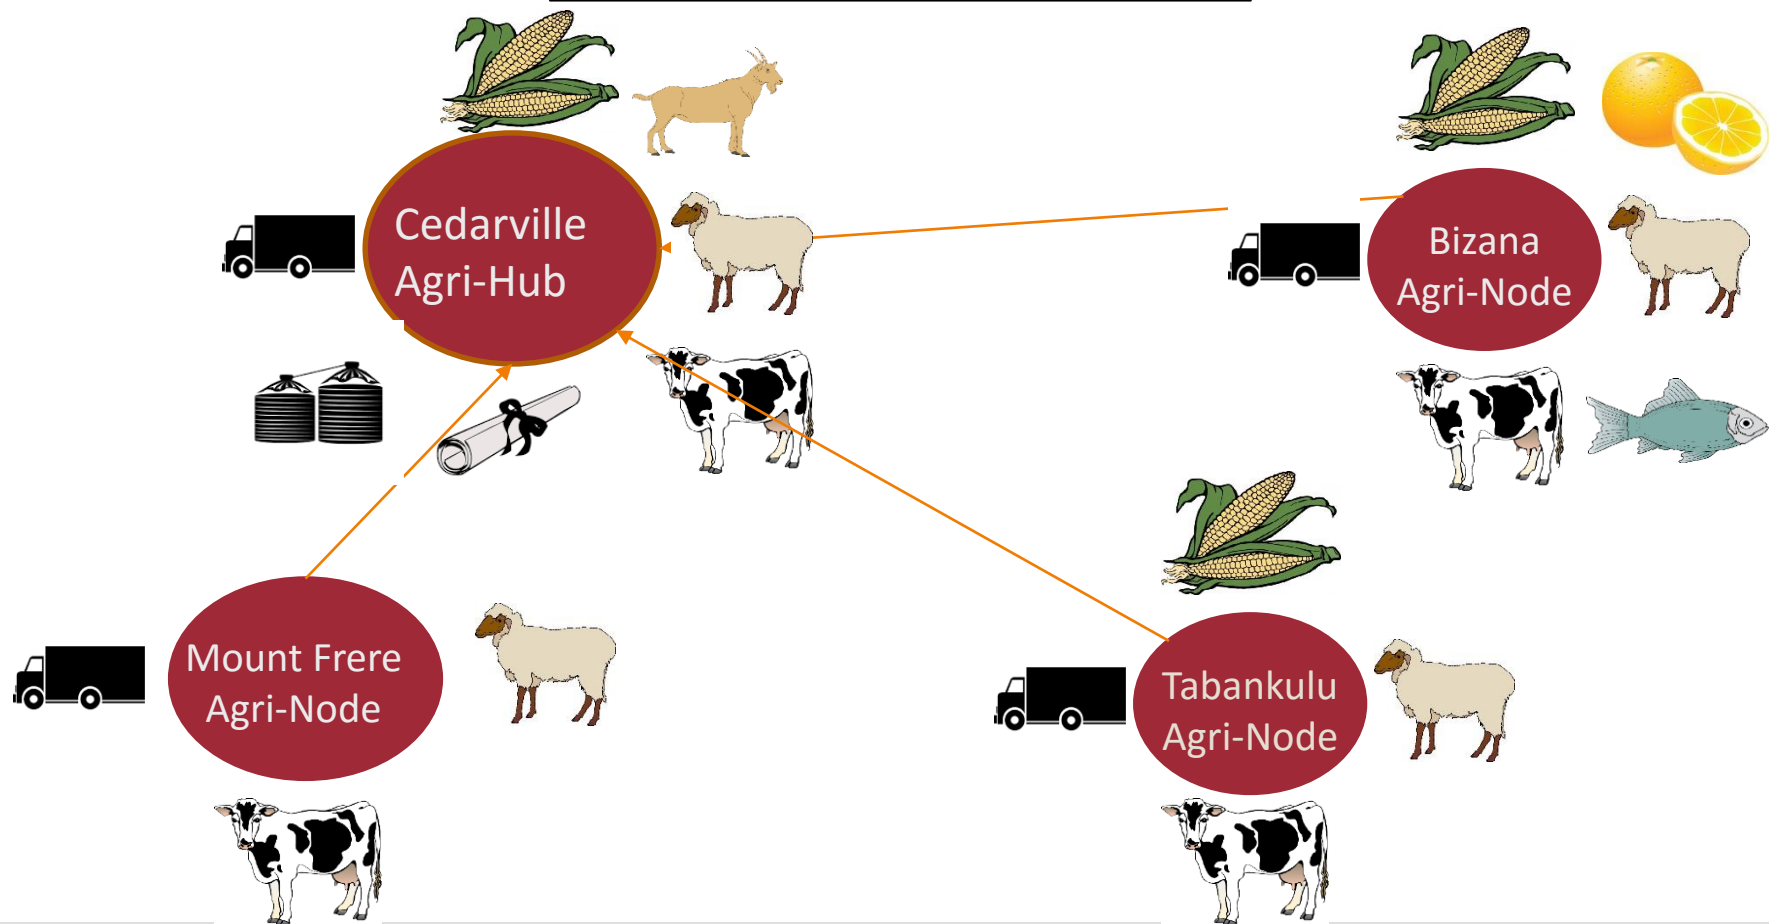 Cedarville
Agri-Hub
Bizana
Agri-Node
Mount Frere
Agri-Node
Tabankulu
Agri-Node